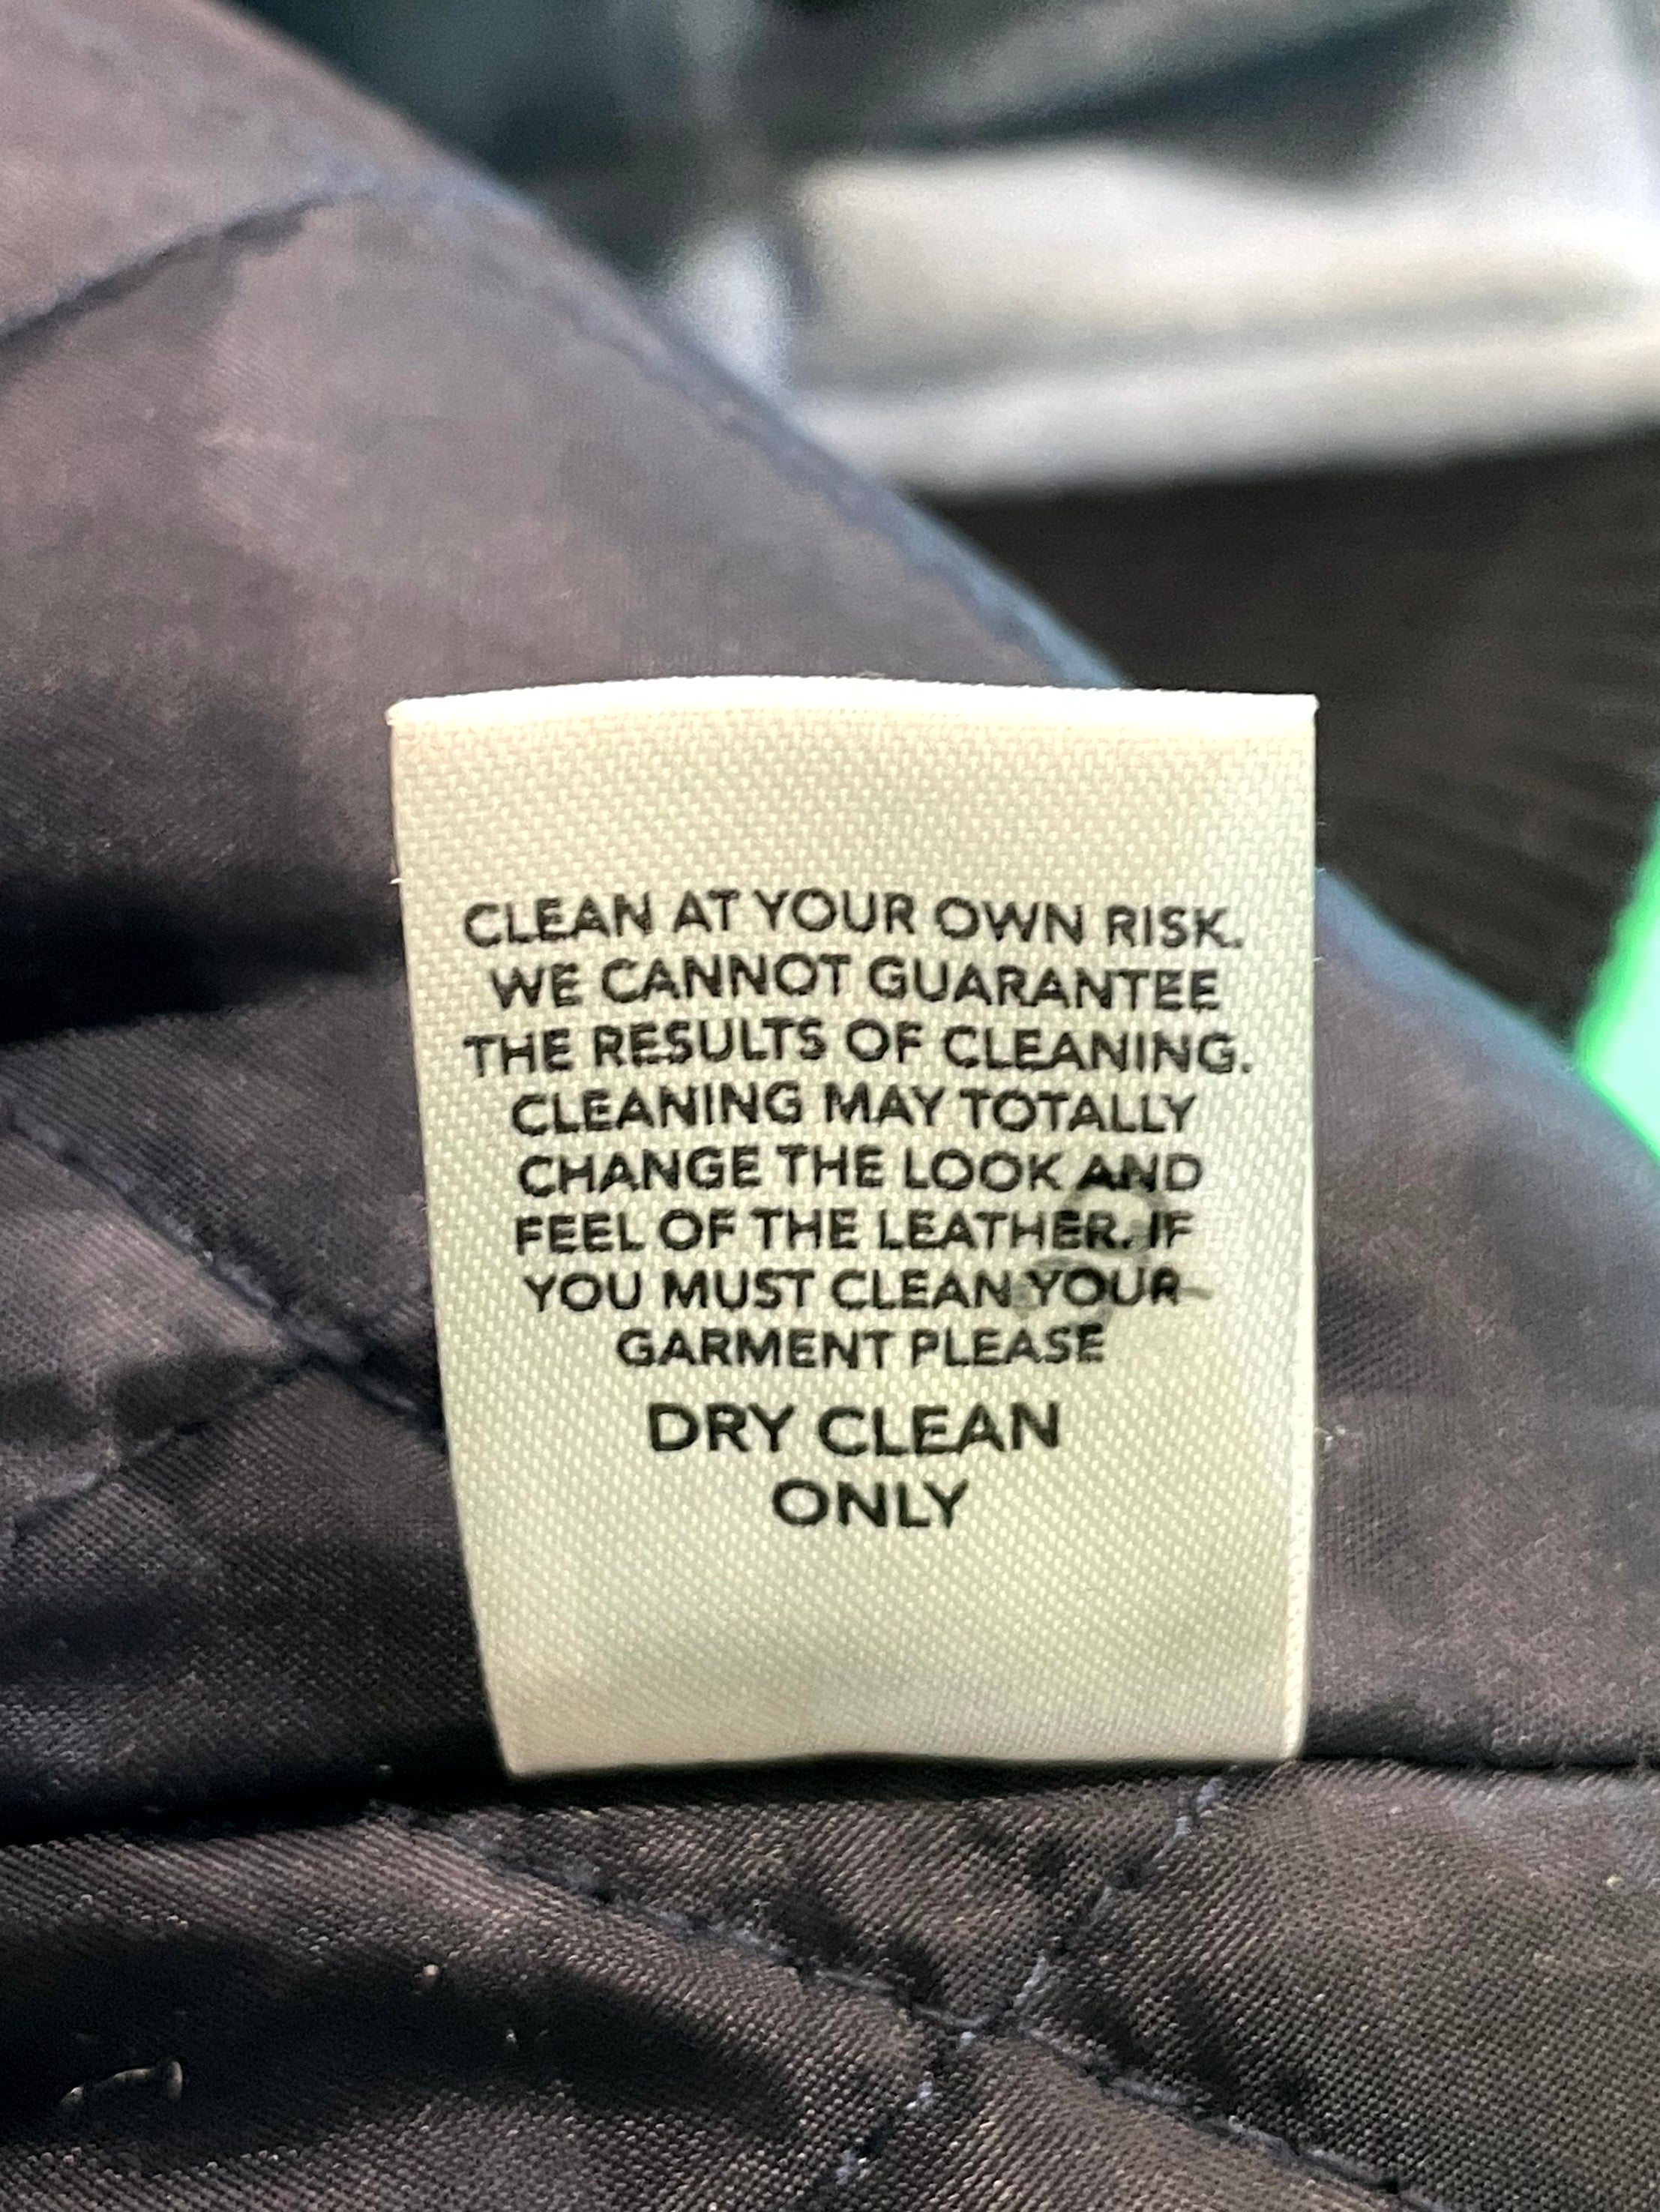 CLEAN AT YOUR OWN RISK.
WE CANNOT GUARANTEE
THE RESULTS OF CLEANING.
CLEANING MAY TOTALLY
CHANGE THE LOOK AND
FEEL OF THE LEATHER. IF
YOU MUST CLEAN YOUR
GARMENT PLEASE
DRY CLEAN
ONLY